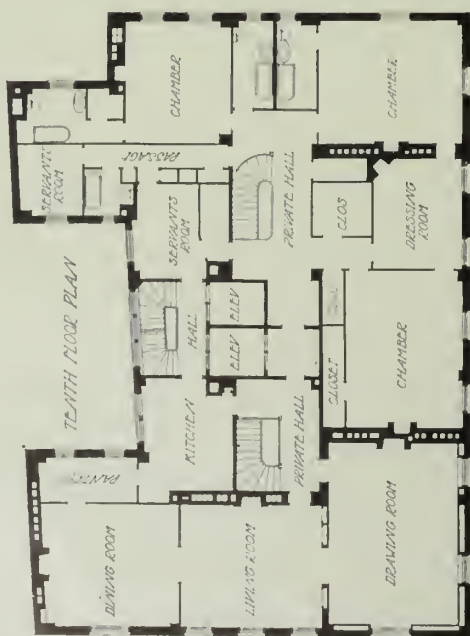 CHAMBER
CHAMBER
SERVANTS
ROOM
PASSAGE
SERVANTS
ROOM
PRIVATE HALL
CLOS
DRESSING
ROOM
TENTH FLOOR PLAN
HALL
ELEV
ELEV
CLOSET
CHAMBER
KITCHEN
PRIVATE HALL
DINING ROOM
LIVING ROOM
DRAWING ROOM